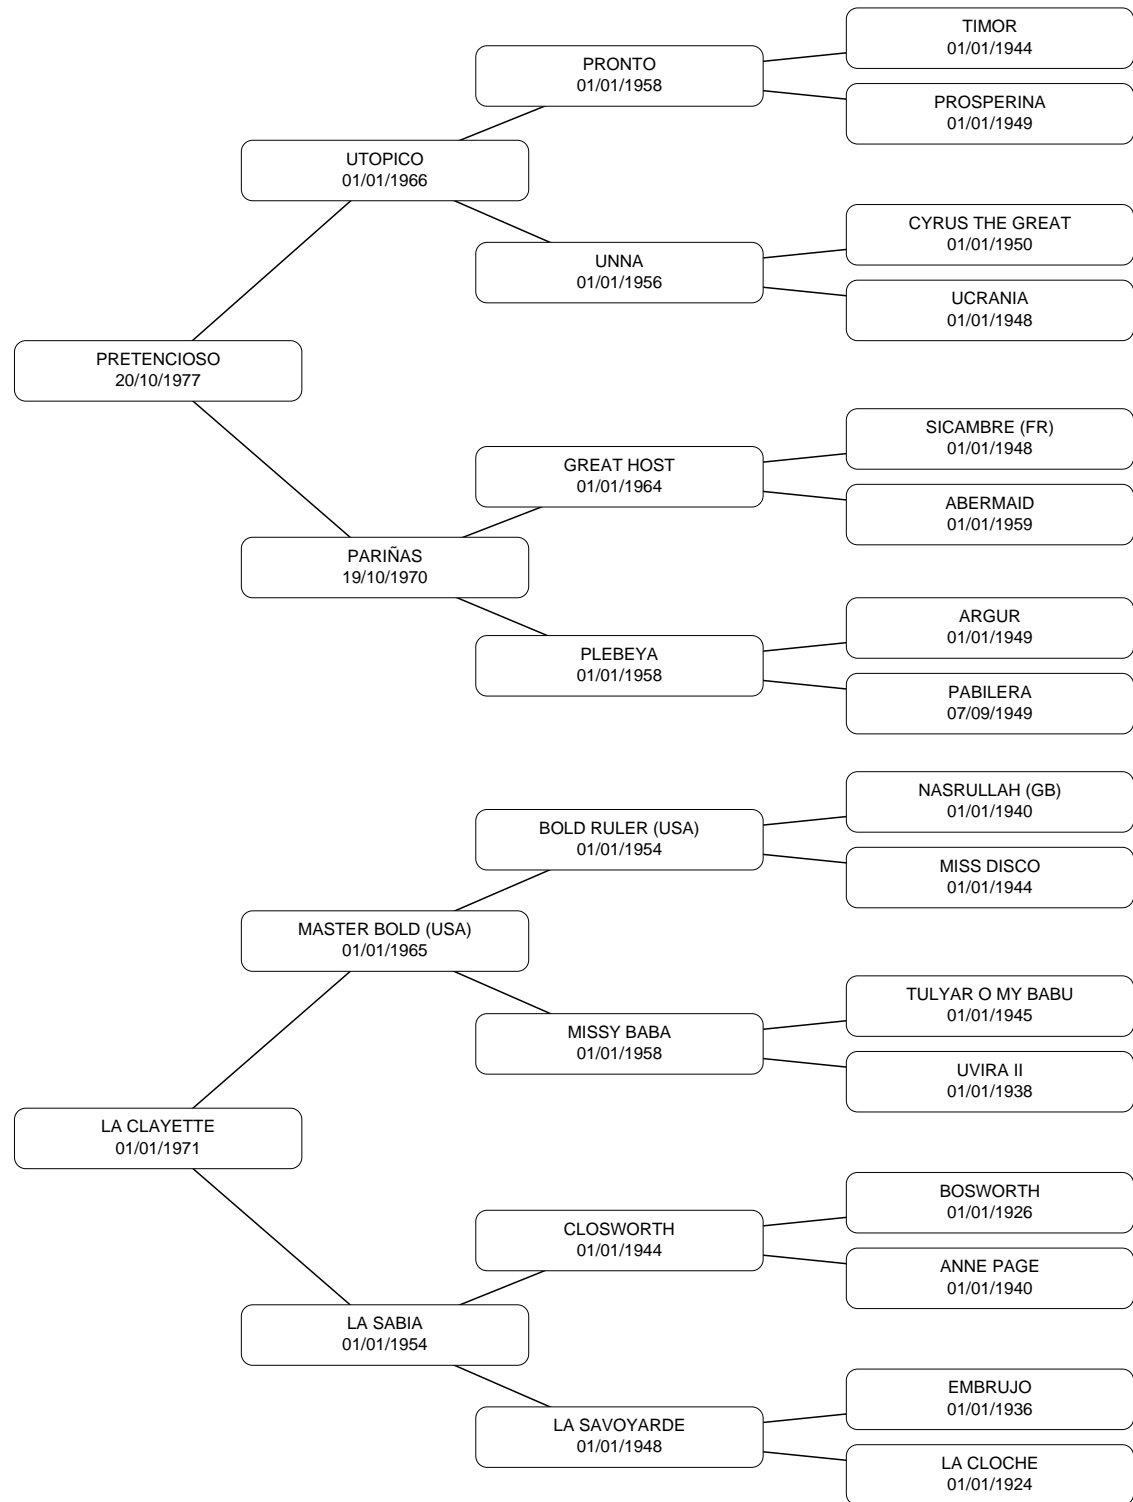 TIMOR
01/01/1944
PRONTO
01/01/1958
PROSPERINA
01/01/1949
UTOPICO
01/01/1966
CYRUS THE GREAT
01/01/1950
UNNA
01/01/1956
UCRANIA
01/01/1948
PRETENCIOSO
20/10/1977
SICAMBRE (FR)
01/01/1948
GREAT HOST
01/01/1964
ABERMAID
01/01/1959
PARIÑAS
19/10/1970
ARGUR
01/01/1949
PLEBEYA
01/01/1958
PABILERA
07/09/1949
NASRULLAH (GB)
01/01/1940
BOLD RULER (USA)
01/01/1954
MISS DISCO
01/01/1944
MASTER BOLD (USA)
01/01/1965
TULYAR O MY BABU
01/01/1945
MISSY BABA
01/01/1958
UVIRA II
01/01/1938
LA CLAYETTE
01/01/1971
BOSWORTH
01/01/1926
CLOSWORTH
01/01/1944
ANNE PAGE
01/01/1940
LA SABIA
01/01/1954
EMBRUJO
01/01/1936
LA SAVOYARDE
01/01/1948
LA CLOCHE
01/01/1924